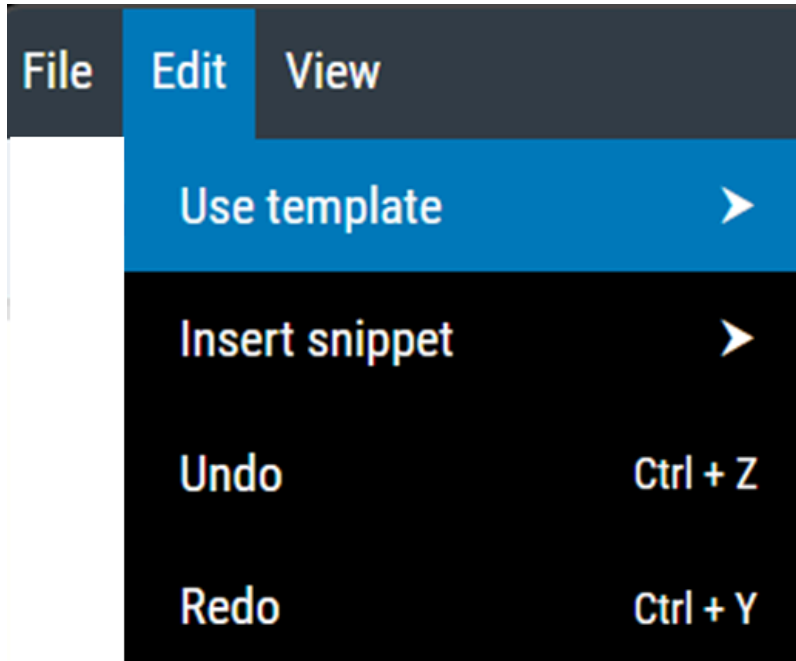 File Edit View
Use template
Insert snippet
Undo Ctrl + Z
Redo Ctrl + Y